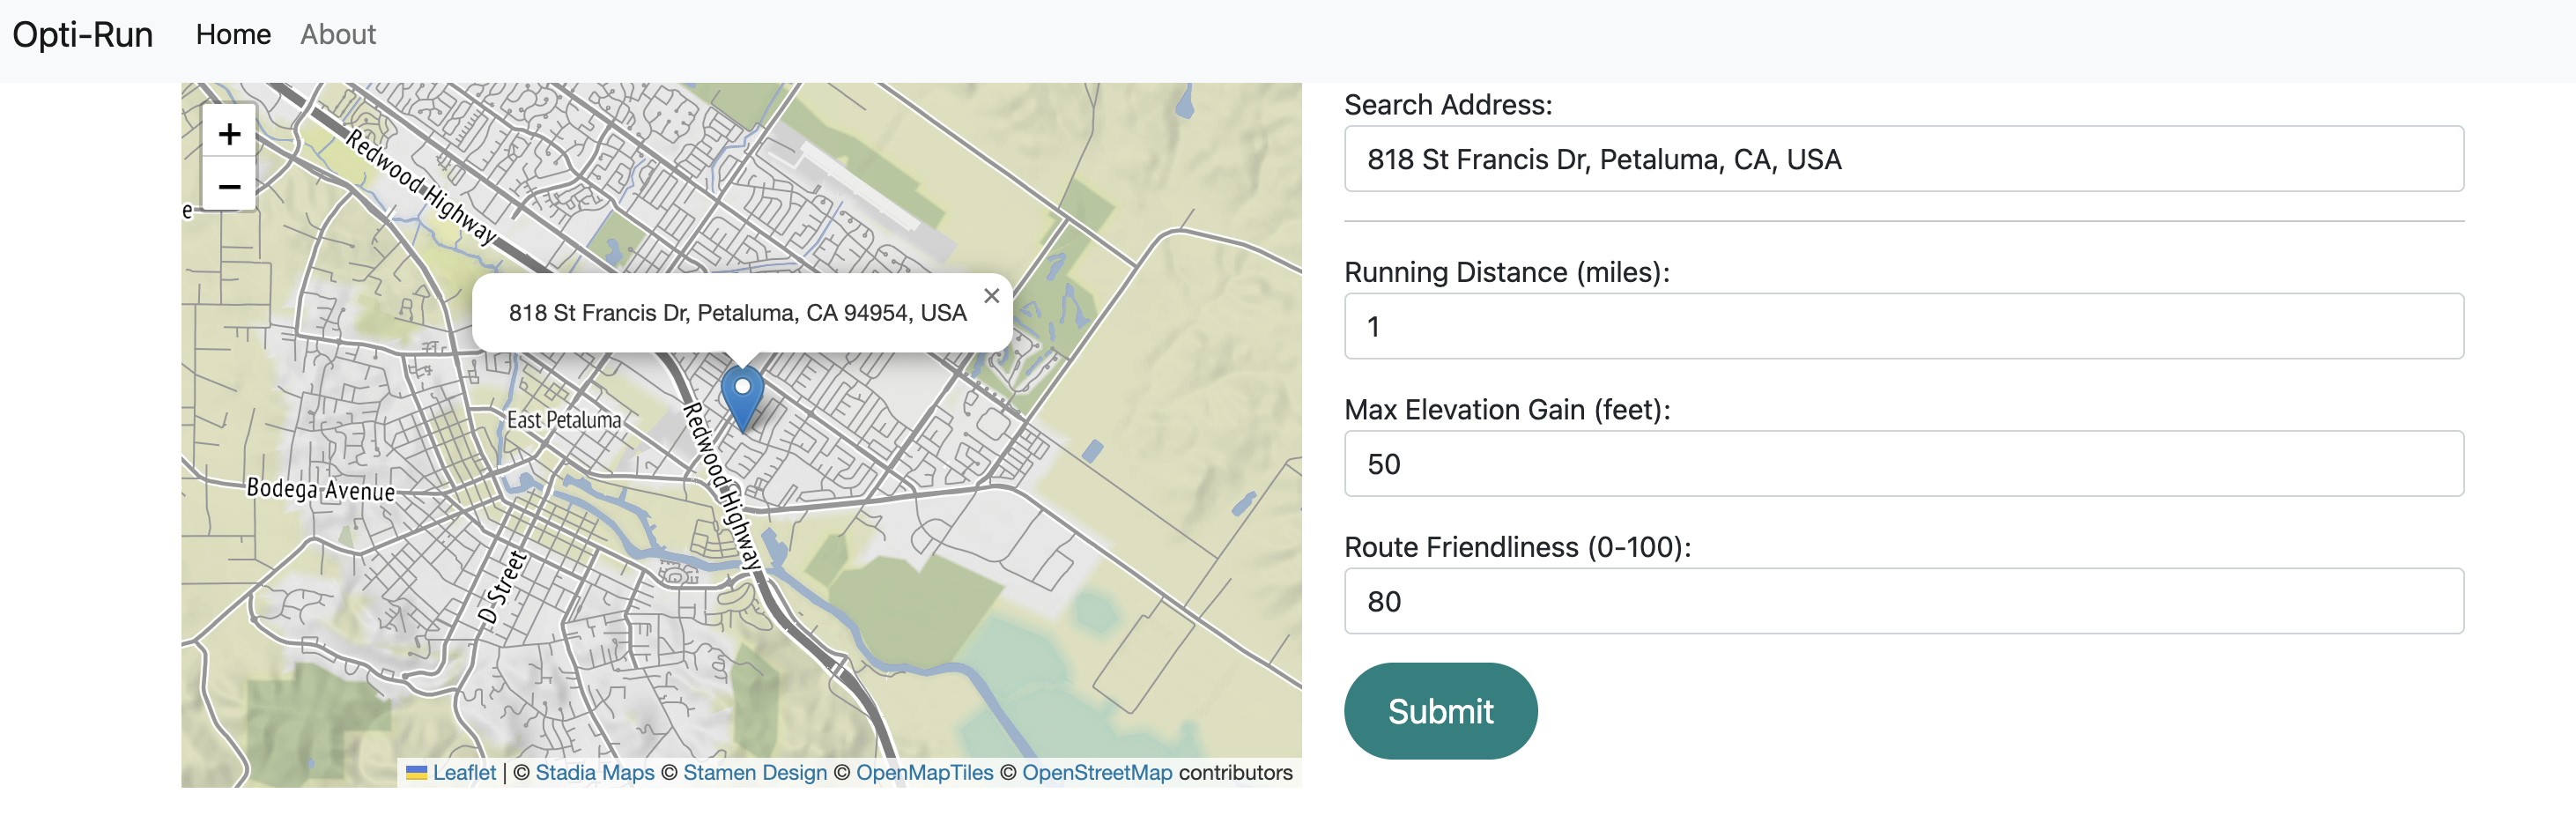 Opti-Run Home About
+
−
e
Redwood Highway
818 St Francis Dr, Petaluma, CA 94954, USA ×
East Petaluma
Redwood Highway
Bodega Avenue
D Street
Leaflet | © Stadia Maps © Stamen Design © OpenMapTiles © OpenStreetMap contributors
Search Address:
818 St Francis Dr, Petaluma, CA, USA
Running Distance (miles):
1
Max Elevation Gain (feet):
50
Route Friendliness (0-100):
80
Submit